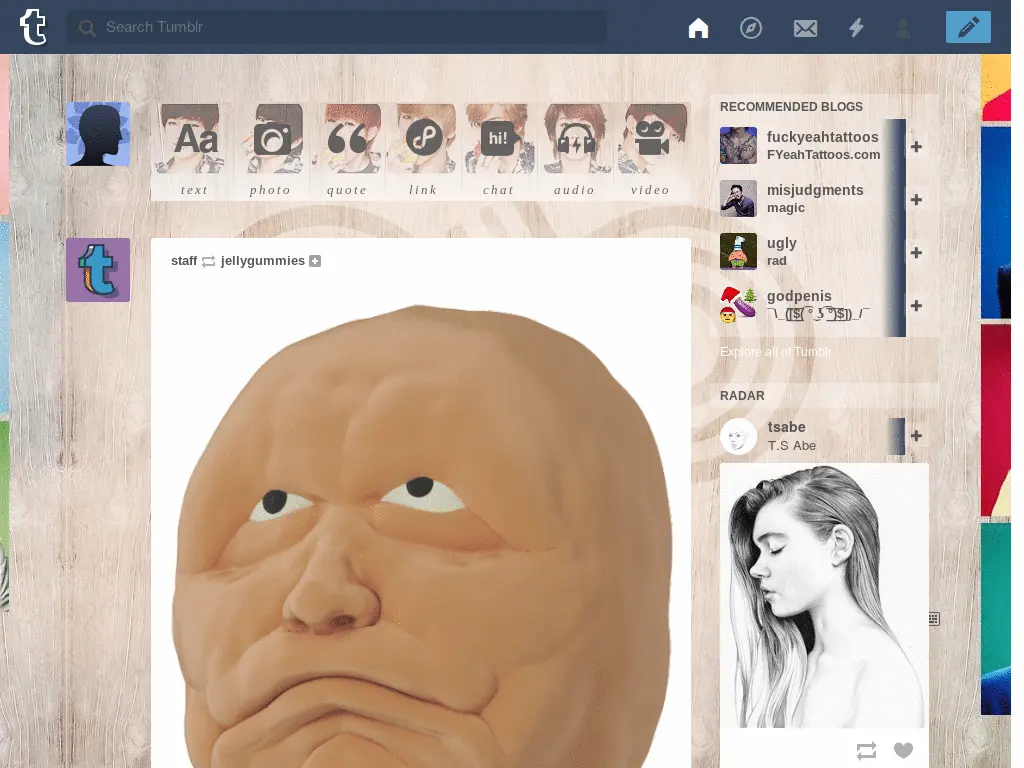 Search Tumblr
Aa
hi!
text
photo
quote
link
chat
audio
video
staff jellygummies
RECOMMENDED BLOGS
fuckyeahtattoos
FYeahTattoos.com
misjudgments
magic
ugly
rad
godpenis
Explore all of Tumblr
RADAR
tsabe
T.S Abe